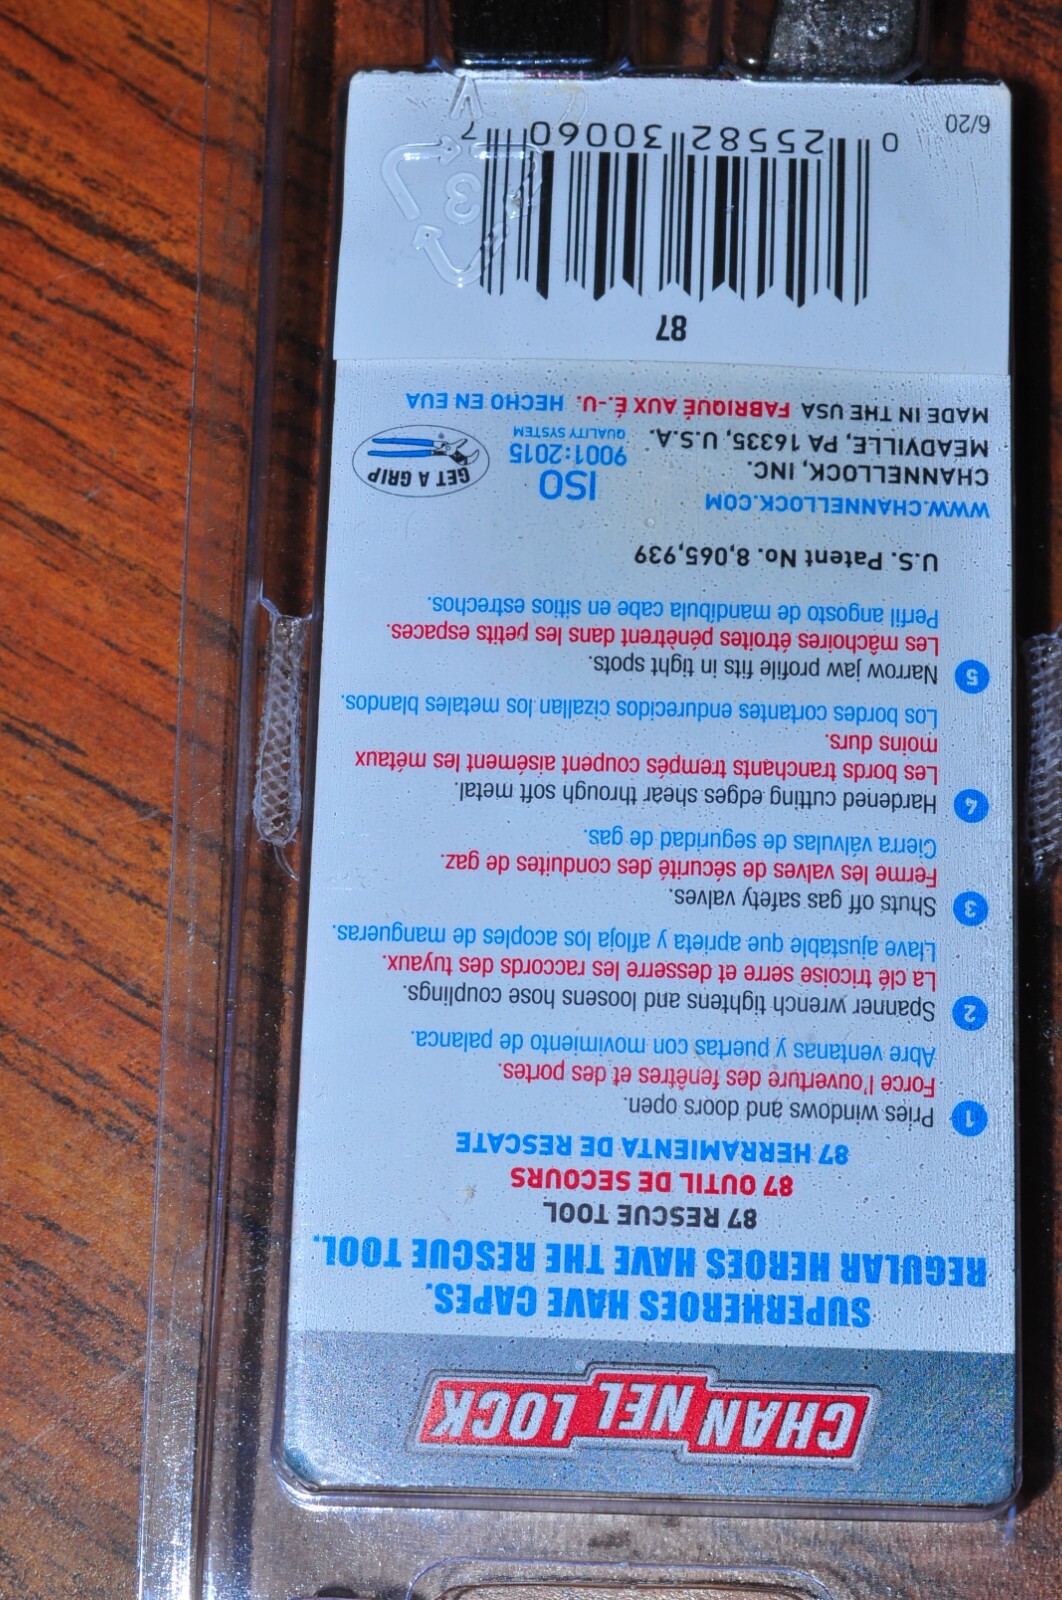 CHANNELLOCK
SUPERHEROES HAVE CAPES.
REGULAR HEROES HAVE THE RESCUE TOOL.
87 RESCUE TOOL
87 OUTIL DE SECOURS
87 HERRAMIENTA DE RESCATE
1 Pries windows and doors open.
Force l'ouverture des fenêtres et des portes.
Abre ventanas y puertas con movimiento de palanca.
2 Spanner wrench tightens and loosens hose couplings.
La clé tricoise serre et desserre les raccords des tuyaux.
Llave ajustable que aprieta y afloja los acoples de mangueras.
3 Shuts off gas safety valves.
Ferme les valves de sécurité des conduites de gaz.
Cierra válvulas de seguridad de gas.
4 Hardened cutting edges shear through soft metal.
Les bords tranchants trempés coupent aisément les métaux
moins durs.
Los bordes cortantes endurecidos cizallan los metales blandos.
5 Narrow jaw profile fits in tight spots.
Les mâchoires étroites pénètrent dans les petits espaces.
Perfil angosto de mandíbula cabe en sitios estrechos.
U.S. Patent No. 8,065,939
WWW.CHANNELLOCK.COM
CHANNELLOCK, INC.
MEADVILLE, PA 16335, U.S.A.
MADE IN THE USA FABRIQUÉ AUX É.-U. HECHO EN EUA
ISO
9001:2015
QUALITY SYSTEM
GET A GRIP
87
0 25582 30060 7
6/20
3
V